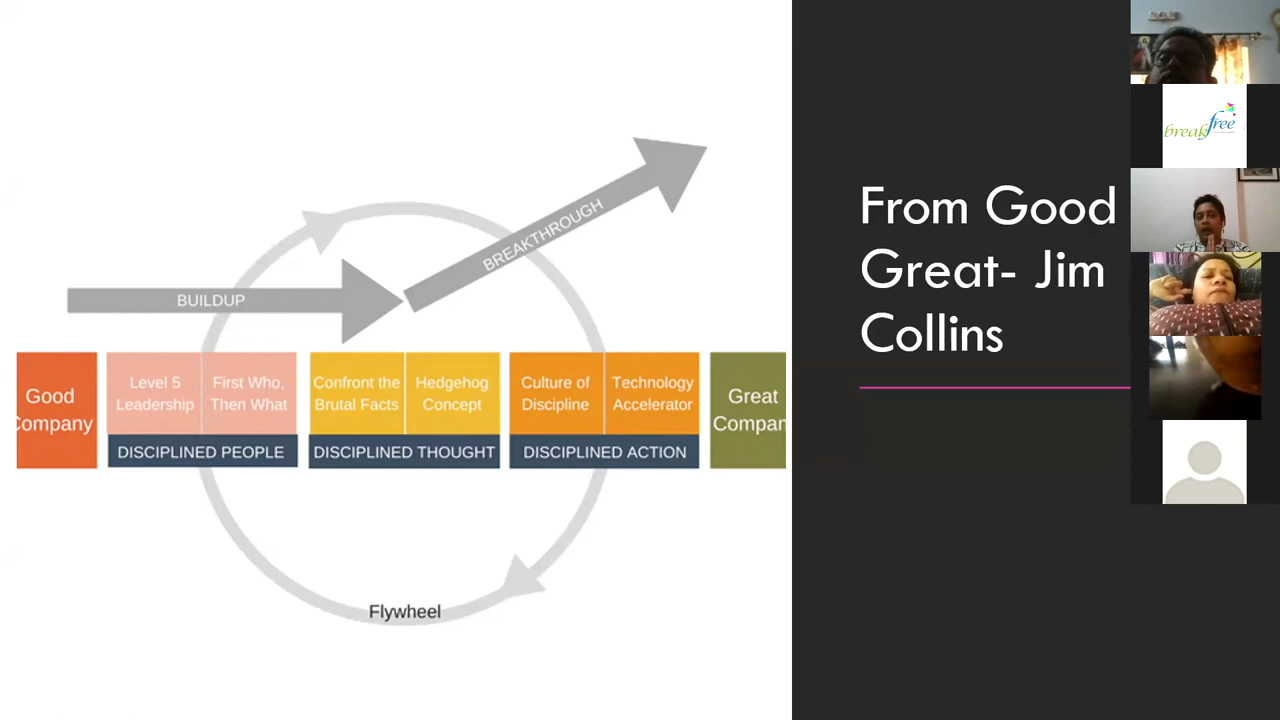 BREAKTHROUGH
BUILDUP
Good
Company
Level 5
Leadership
First Who,
Then What
DISCIPLINED PEOPLE
Confront the
Brutal Facts
Hedgehog
Concept
DISCIPLINED THOUGHT
Culture of
Discipline
Technology
Accelerator
DISCIPLINED ACTION
Great
Compan
Flywheel
From Good
Great- Jim
Collins
breakfree